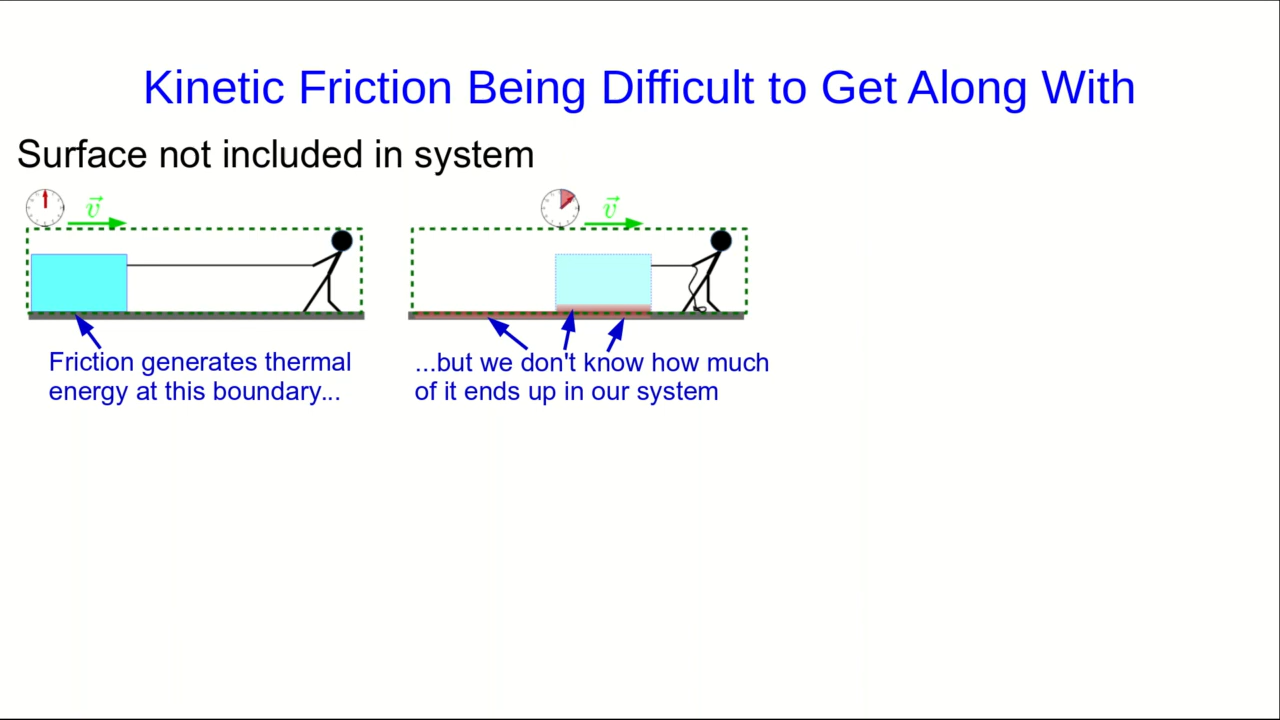 Kinetic Friction Being Difficult to Get Along With
Surface not included in system
v⃗
v⃗
Friction generates thermal
energy at this boundary...
...but we don't know how much
of it ends up in our system